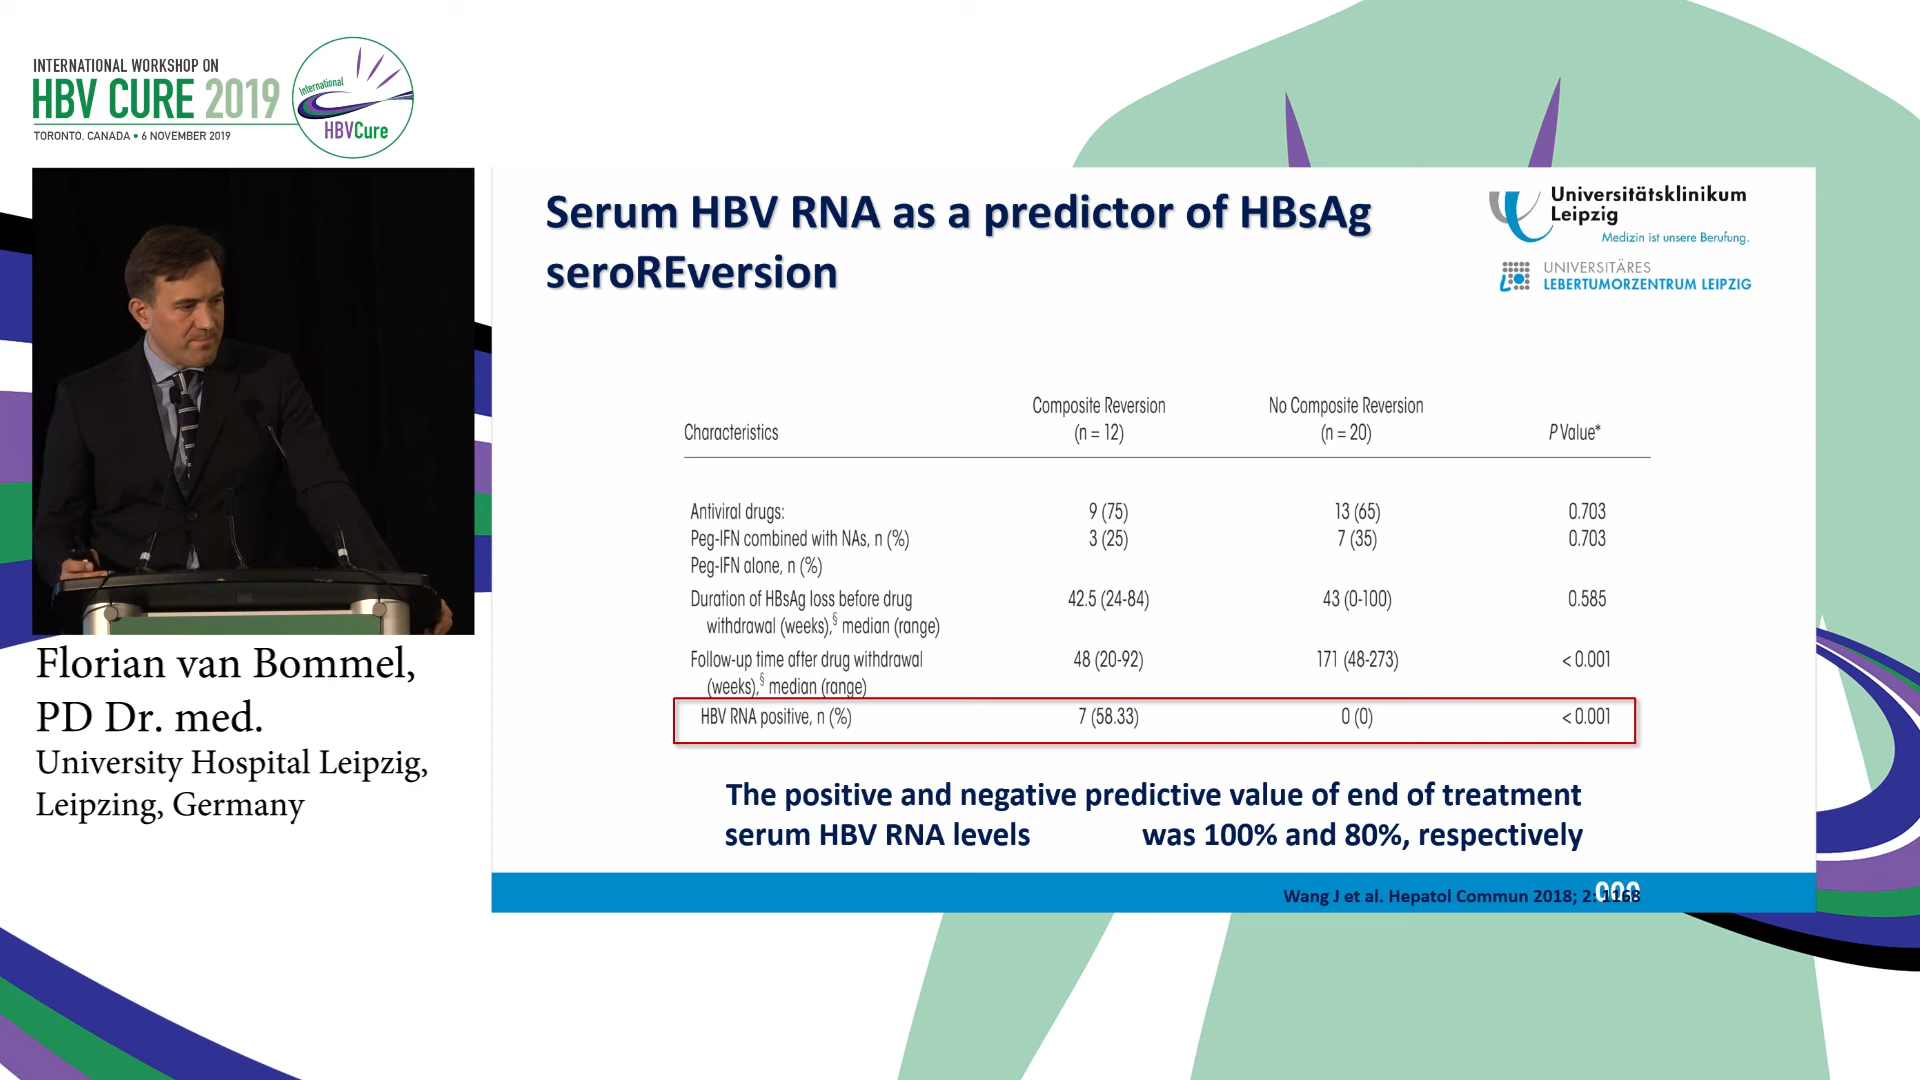 INTERNATIONAL WORKSHOP ON
HBV CURE 2019
TORONTO, CANADA • 6 NOVEMBER 2019
International
HBVCure
Florian van Bommel,
PD Dr. med.
University Hospital Leipzig,
Leipzing, Germany
Serum HBV RNA as a predictor of HBsAg
seroREversion
Universitätsklinikum
Leipzig
Medizin ist unsere Berufung.
UNIVERSITÄRES
LEBERTUMORZENTRUM LEIPZIG
Characteristics Composite Reversion (n = 12) No Composite Reversion (n = 20) P Value*
Antiviral drugs: 9 (75) 13 (65) 0.703
Peg-IFN combined with NAs, n (%) 3 (25) 7 (35) 0.703
Peg-IFN alone, n (%)
Duration of HBsAg loss before drug 42.5 (24-84) 43 (0-100) 0.585
withdrawal (weeks),§ median (range)
Follow-up time after drug withdrawal 48 (20-92) 171 (48-273) < 0.001
(weeks),§ median (range)
HBV RNA positive, n (%) 7 (58.33) 0 (0) < 0.001
The positive and negative predictive value of end of treatment
serum HBV RNA levels was 100% and 80%, respectively
Wang J et al. Hepatol Commun 2018; 2: 1168